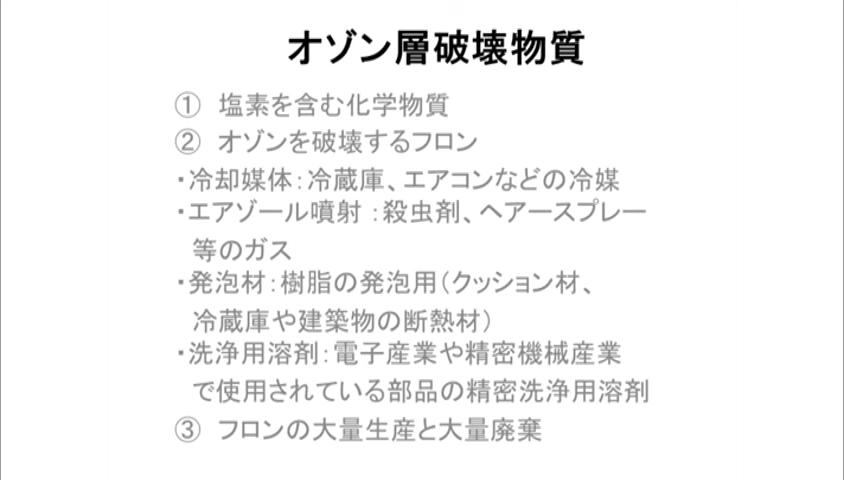 オゾン層破壊物質
① 塩素を含む化学物質
② オゾンを破壊するフロン
・冷却媒体：冷蔵庫、エアコンなどの冷媒
・エアゾール噴射：殺虫剤、ヘアースプレー
等のガス
・発泡材：樹脂の発泡用（クッション材、
冷蔵庫や建築物の断熱材）
・洗浄用溶剤：電子産業や精密機械産業
で使用されている部品の精密洗浄用溶剤
③ フロンの大量生産と大量廃棄